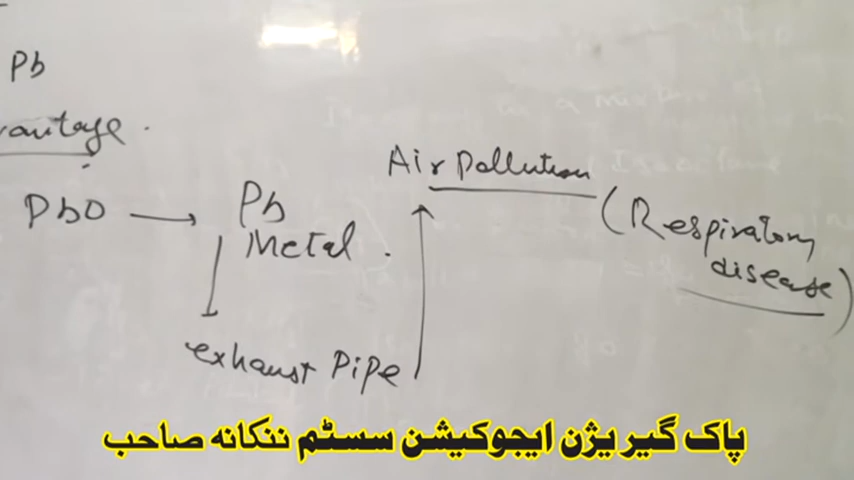 Pb
vantage.
PbO → Pb
Metal.
exhaust Pipe
Air Pollution
(Respiratory
disease)
پاک گیریژن ایجوکیشن سسٹم ننکانہ صاحب